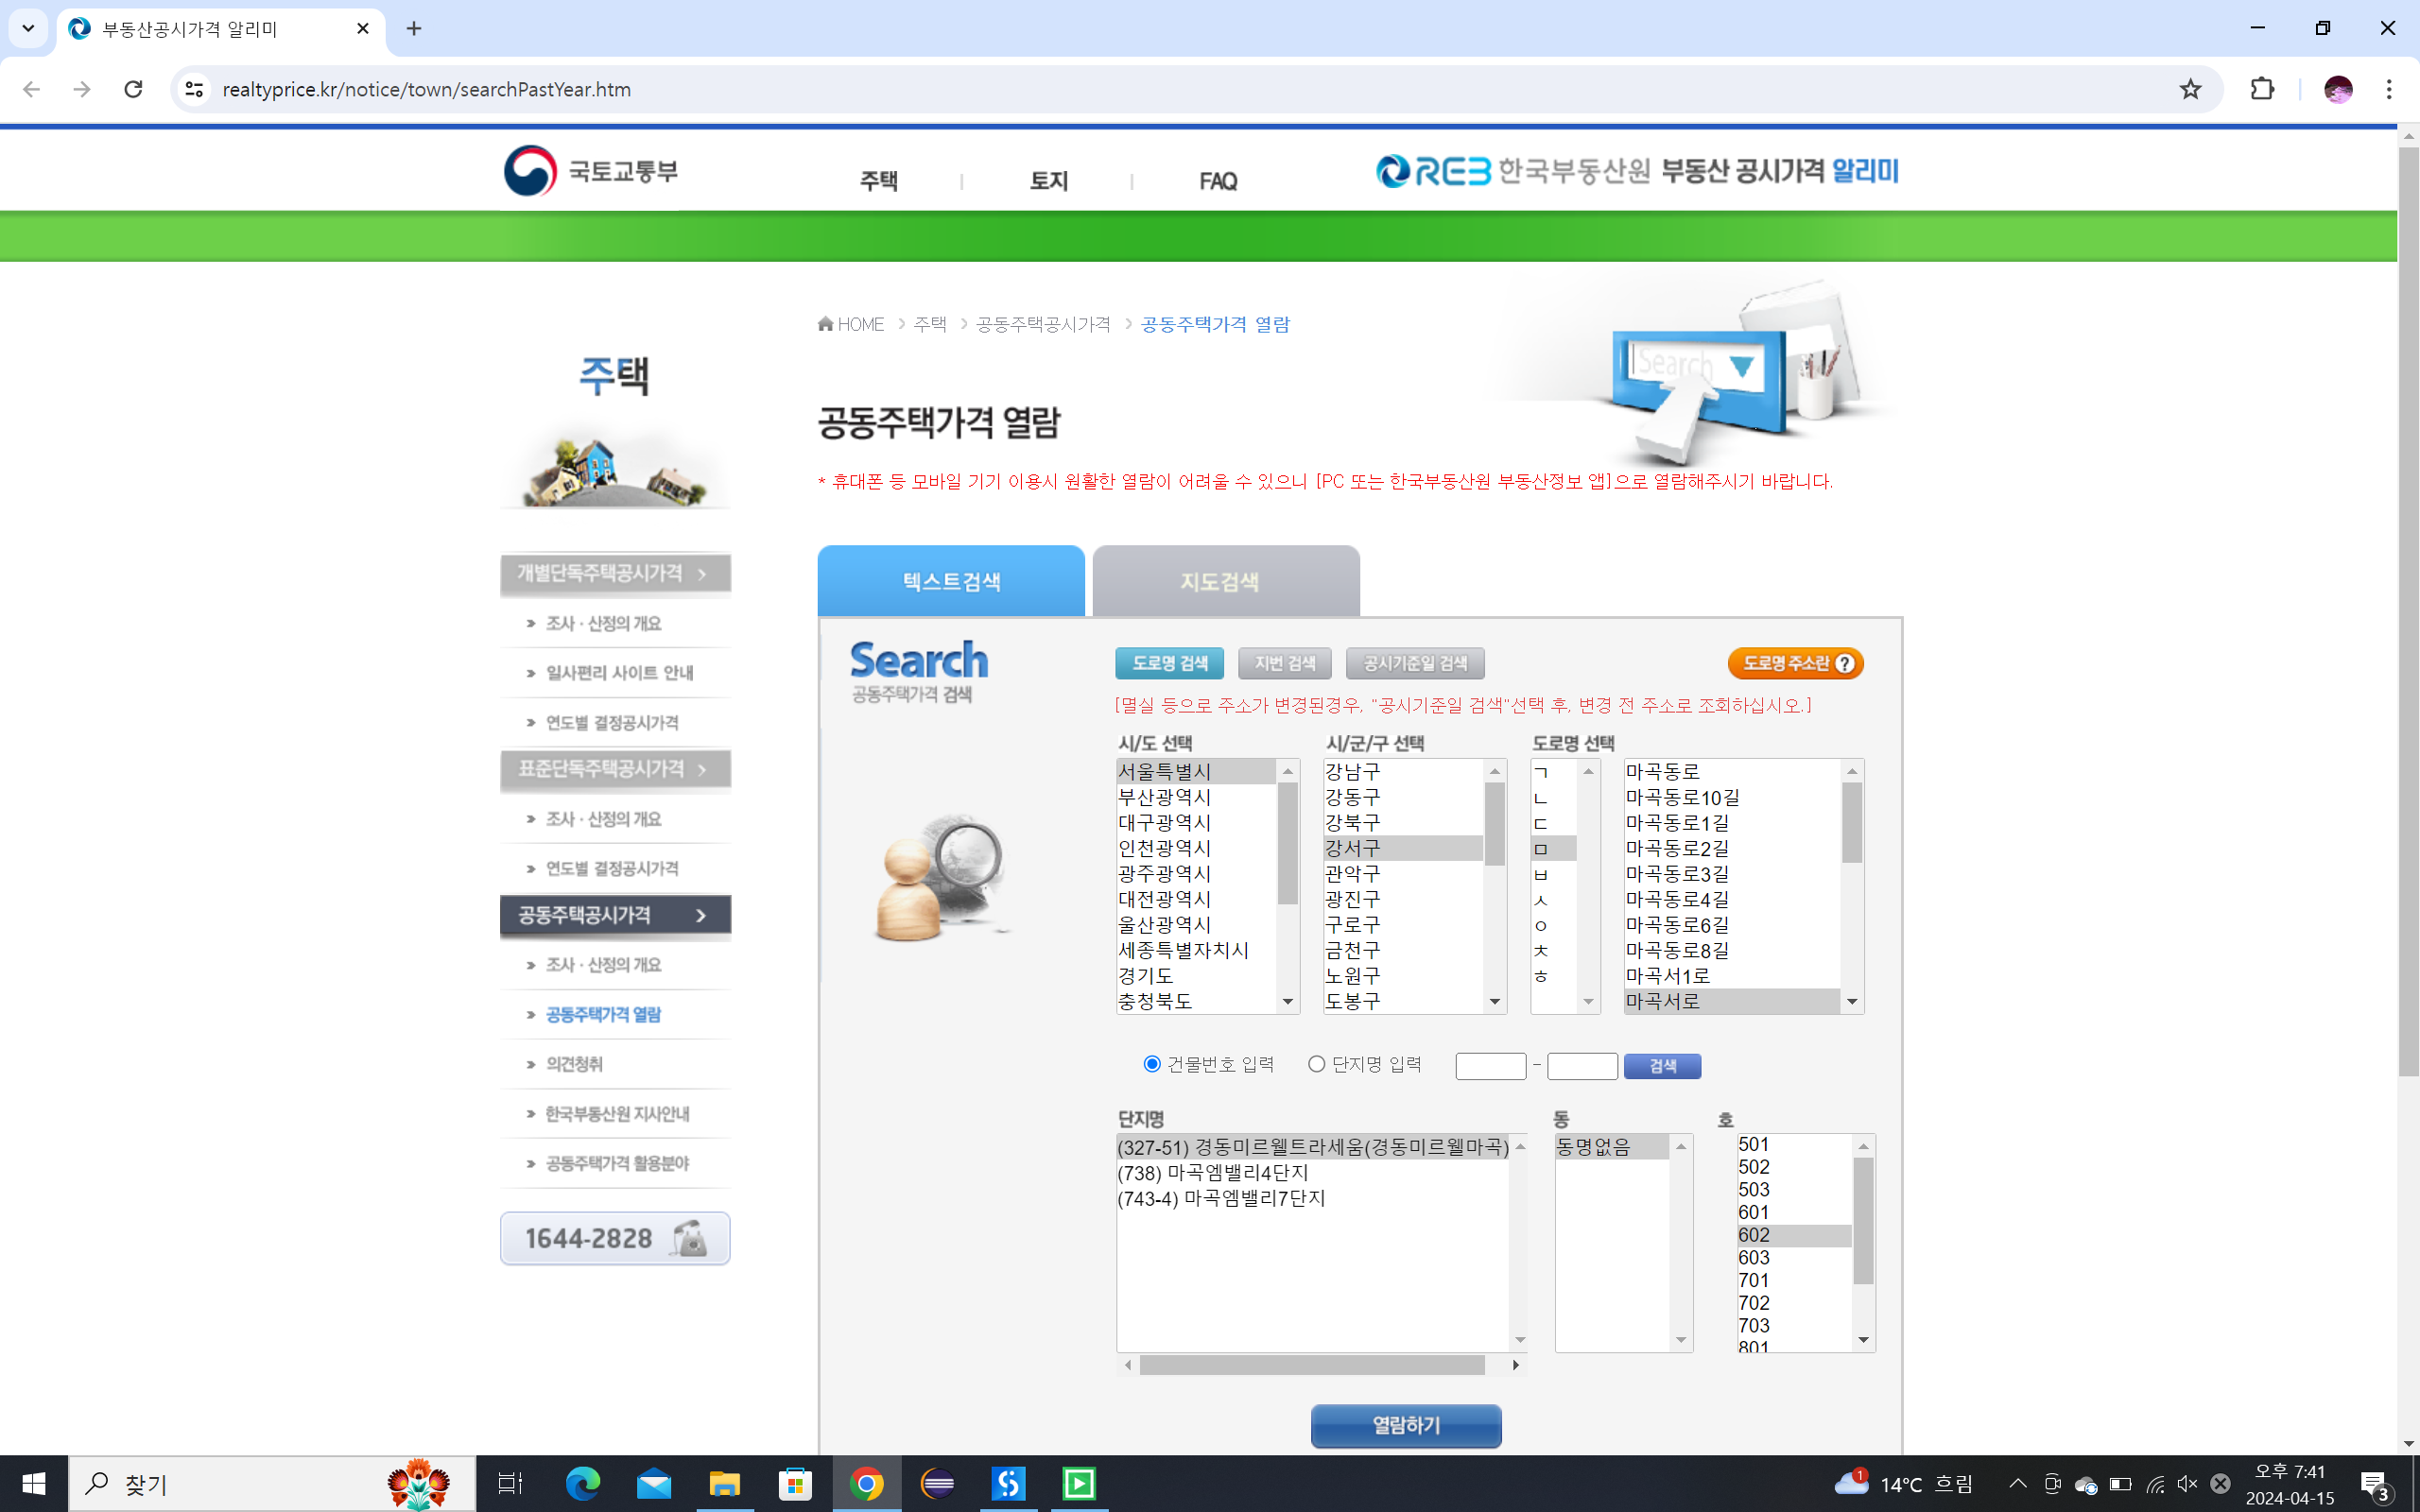 부동산공시가격 알리미
realtyprice.kr/notice/town/searchPastYear.htm
국토교통부
주택
토지
FAQ
REB 한국부동산원 부동산 공시가격 알리미
HOME > 주택 > 공동주택공시가격 > 공동주택가격 열람
Search
주택
공동주택가격 열람
* 휴대폰 등 모바일 기기 이용시 원활한 열람이 어려울 수 있으니 [PC 또는 한국부동산원 부동산정보 앱]으로 열람해주시기 바랍니다.
개별단독주택공시가격
조사 · 산정의 개요
일사편리 사이트 안내
연도별 결정공시가격
표준단독주택공시가격
조사 · 산정의 개요
연도별 결정공시가격
공동주택공시가격
조사 · 산정의 개요
공동주택가격 열람
의견청취
한국부동산원 지사안내
공동주택가격 활용분야
1644-2828
텍스트검색
지도검색
Search
공동주택가격 검색
도로명 검색
지번 검색
공시기준일 검색
도로명 주소란 ?
[멸실 등으로 주소가 변경된경우, "공시기준일 검색"선택 후, 변경 전 주소로 조회하십시오.]
시/도 선택
서울특별시
부산광역시
대구광역시
인천광역시
광주광역시
대전광역시
울산광역시
세종특별자치시
경기도
충청북도
시/군/구 선택
강남구
강동구
강북구
강서구
관악구
광진구
구로구
금천구
노원구
도봉구
도로명 선택
ㄱ
ㄴ
ㄷ
ㅁ
ㅂ
ㅅ
ㅇ
ㅊ
ㅎ
마곡동로
마곡동로10길
마곡동로1길
마곡동로2길
마곡동로3길
마곡동로4길
마곡동로6길
마곡동로8길
마곡서1로
마곡서로
건물번호 입력
단지명 입력
-
검색
단지명
(327-51) 경동미르웰트라세움(경동미르웰마곡)
(738) 마곡엠밸리4단지
(743-4) 마곡엠밸리7단지
동
동명없음
호
501
502
503
601
602
603
701
702
703
801
열람하기
찾기
1
14°C 흐림
오후 7:41
2024-04-15
3